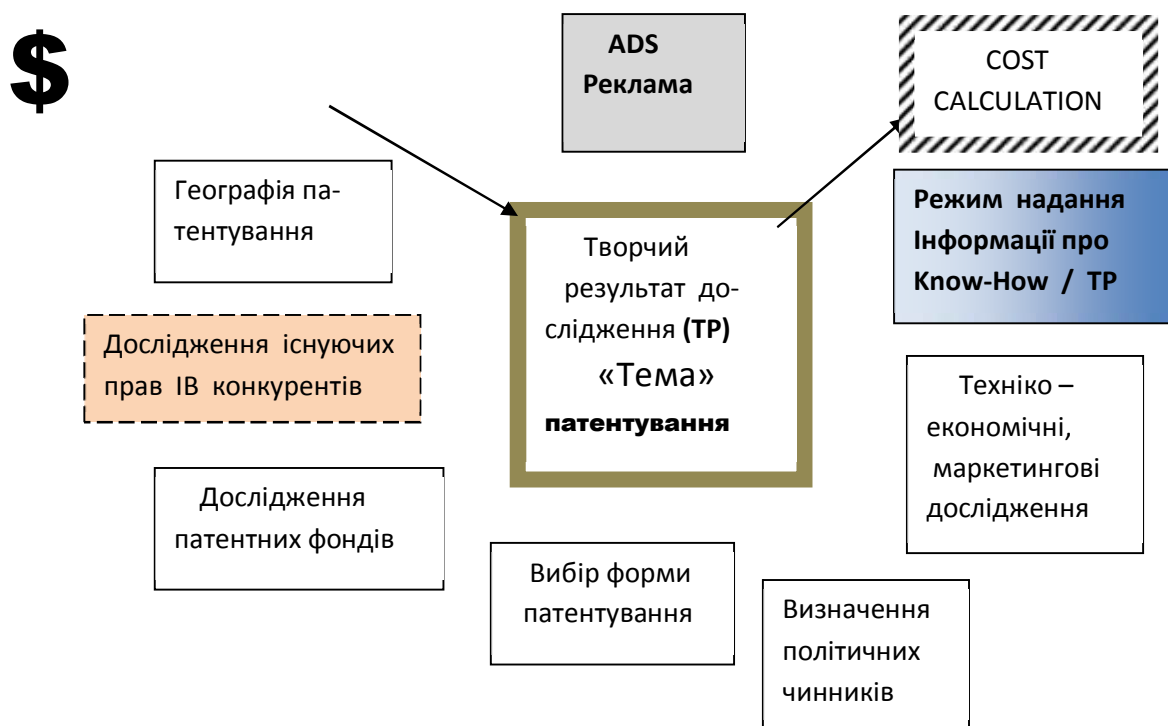 $
ADS
Реклама
COST
CALCULATION
Географія па-
тентування
Режим надання
Інформації про
Know-How / ТР
Творчий
результат до-
слідження (ТР)
«Тема»
патентування
Дослідження існуючих
прав ІВ конкурентів
Техніко –
економічні,
маркетингові
дослідження
Дослідження
патентних фондів
Вибір форми
патентування
Визначення
політичних
чинників